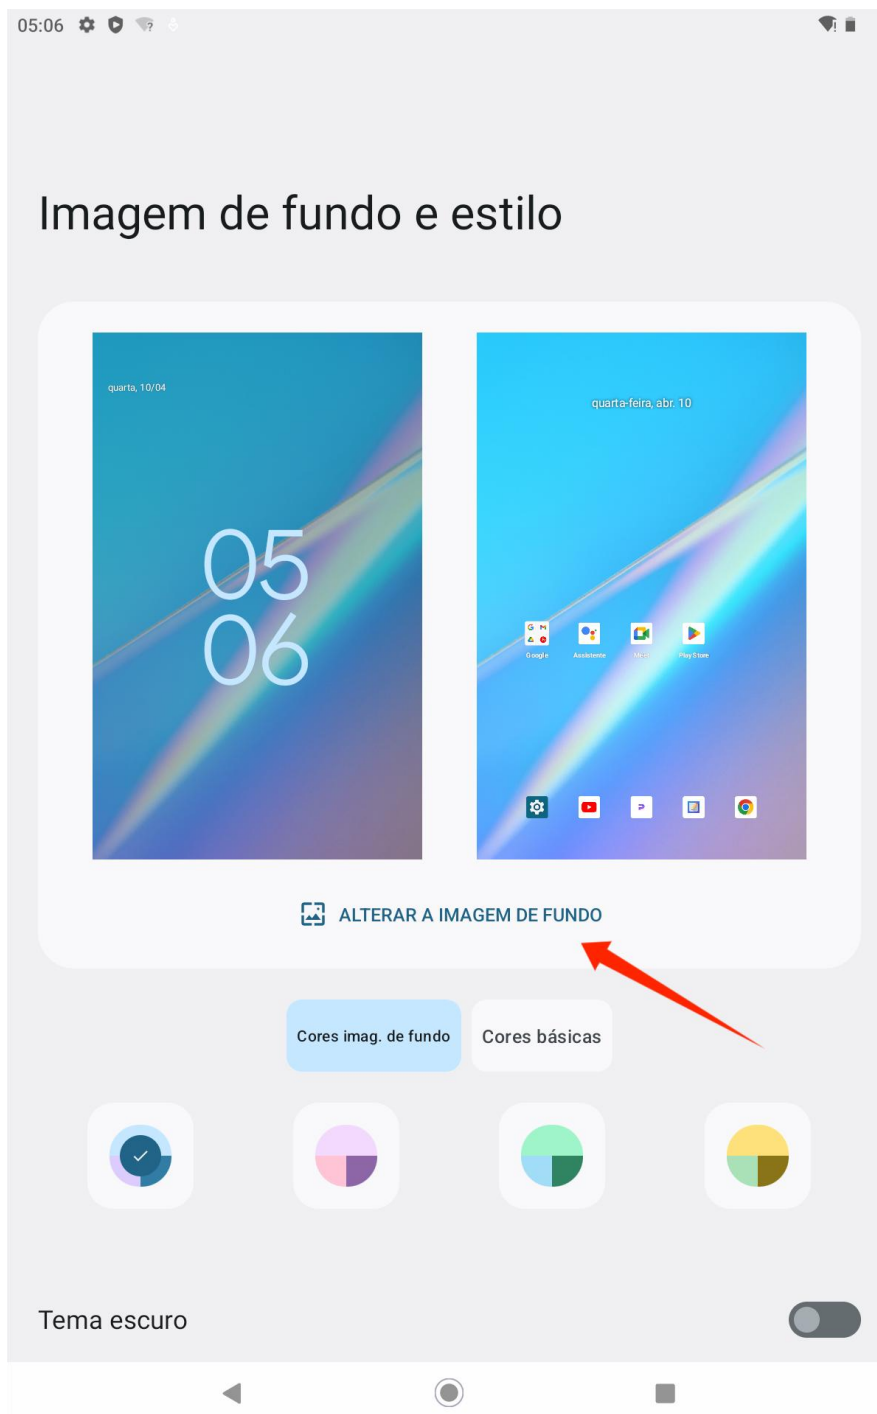 05:06
Imagem de fundo e estilo
quarta, 10/04
05
06
quarta-feira, abr. 10
Google Assistente Meet Play Store
ALTERAR A IMAGEM DE FUNDO
Cores imag. de fundo Cores básicas
Tema escuro